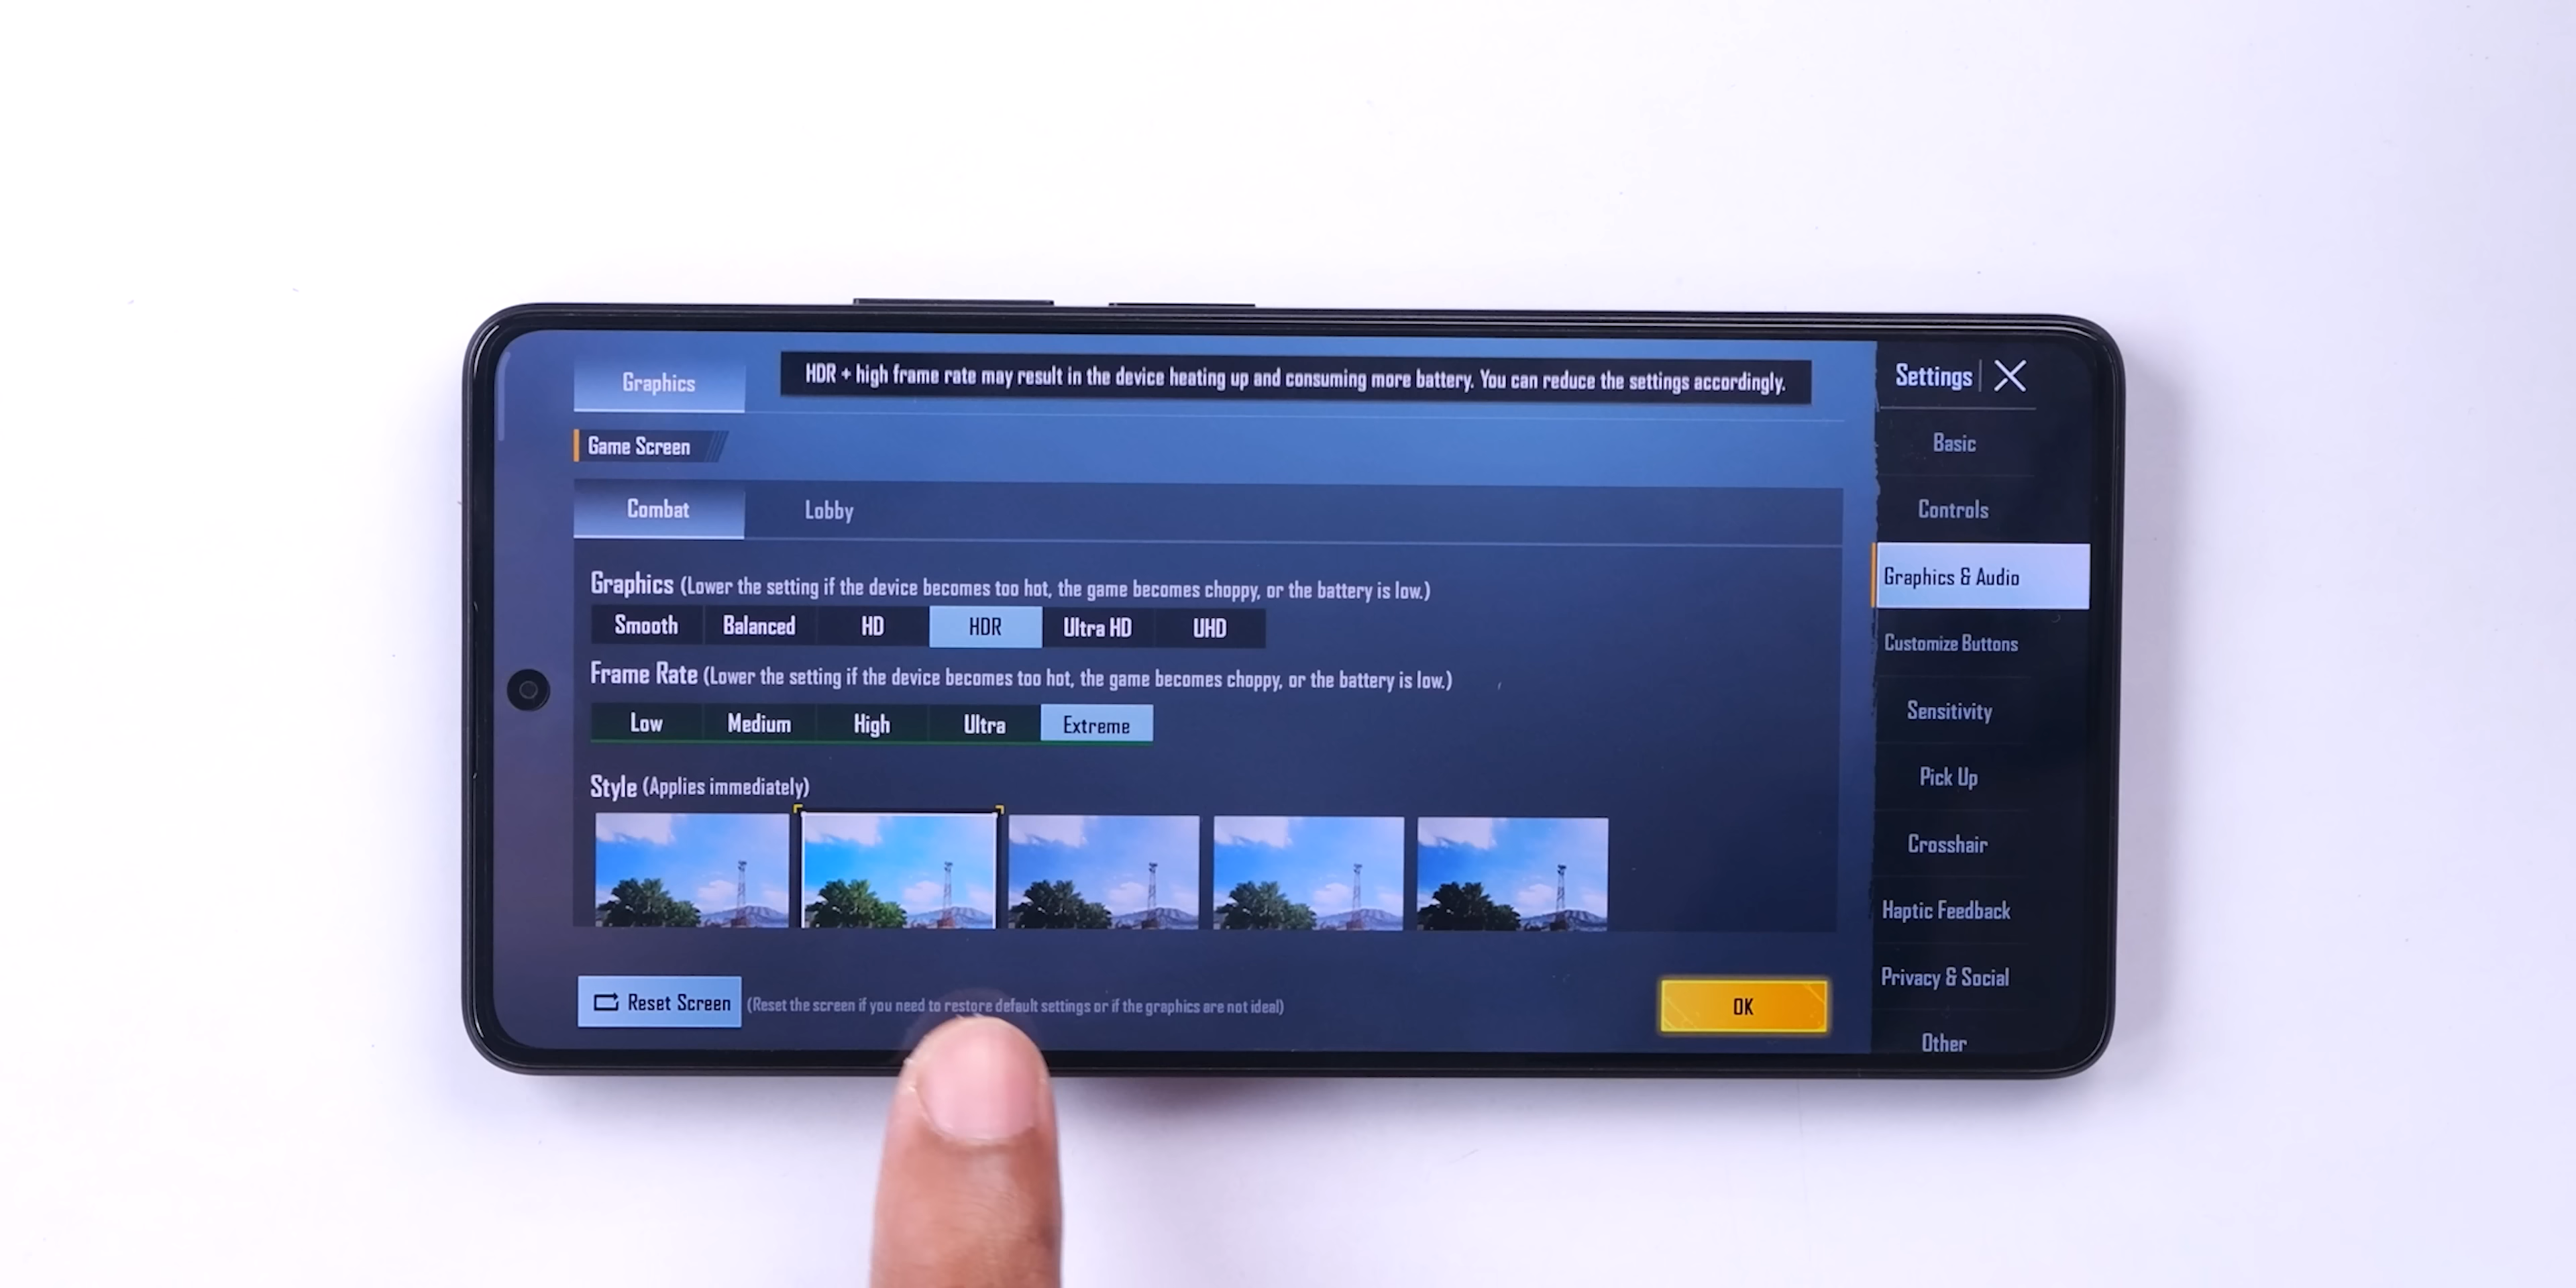 Graphics
HDR + high frame rate may result in the device heating up and consuming more battery. You can reduce the settings accordingly.
Settings
Game Screen
Basic
Combat
Lobby
Controls
Graphics (Lower the setting if the device becomes too hot, the game becomes choppy, or the battery is low.)
Graphics & Audio
Smooth Balanced HD HDR Ultra HD UHD
Customize Buttons
Frame Rate (Lower the setting if the device becomes too hot, the game becomes choppy, or the battery is low.)
Low Medium High Ultra Extreme
Sensitivity
Style (Applies immediately)
Pick Up
Crosshair
Haptic Feedback
Reset Screen (Reset the screen if you need to restore default settings or if the graphics are not ideal)
OK
Privacy & Social
Other